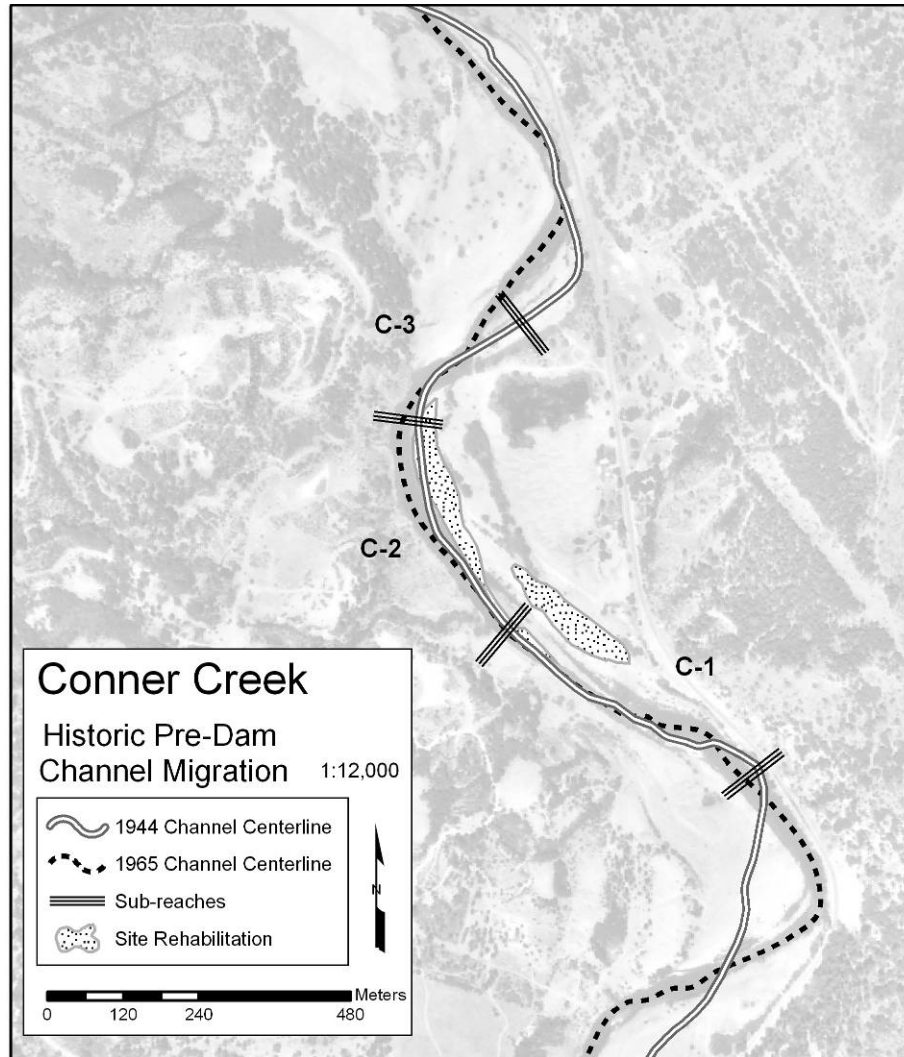 C-3
C-2
C-1
Conner Creek
Historic Pre-Dam
Channel Migration 1:12,000
1944 Channel Centerline
1965 Channel Centerline
Sub-reaches
Site Rehabilitation
N
Meters
0 120 240 480